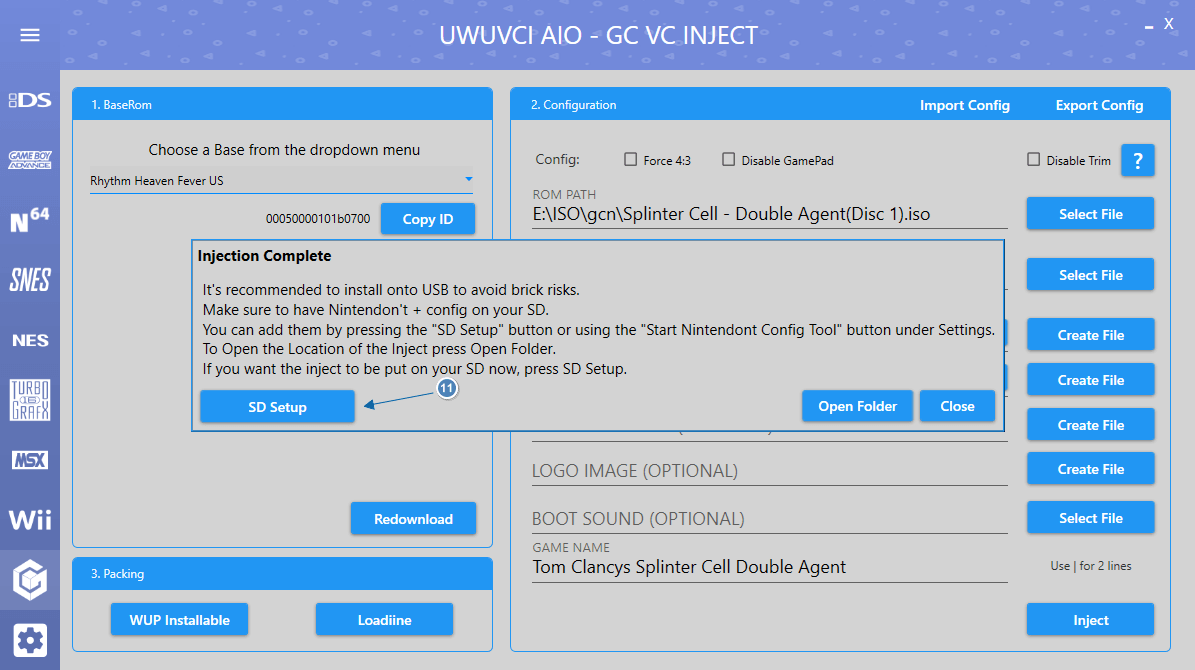 UWUVCI AIO - GC VC INJECT
X
DS
GAME BOY
ADVANCE
N64
SNES
NES
TURBO
16
GRAFX
MSX
Wii
1. BaseRom
Choose a Base from the dropdown menu
Rhythm Heaven Fever US
00050000101b0700
Copy ID
Redownload
3. Packing
WUP Installable
Loadiine
2. Configuration
Import Config
Export Config
Config:
Force 4:3
Disable GamePad
Disable Trim
?
ROM PATH
E:\ISO\gcn\Splinter Cell - Double Agent(Disc 1).iso
Select File
Select File
Create File
Create File
Create File
LOGO IMAGE (OPTIONAL)
Create File
BOOT SOUND (OPTIONAL)
Select File
GAME NAME
Tom Clancys Splinter Cell Double Agent
Use | for 2 lines
Inject
Injection Complete
It's recommended to install onto USB to avoid brick risks.
Make sure to have Nintendon't + config on your SD.
You can add them by pressing the "SD Setup" button or using the "Start Nintendont Config Tool" button under Settings.
To Open the Location of the Inject press Open Folder.
If you want the inject to be put on your SD now, press SD Setup.
11
SD Setup
Open Folder
Close